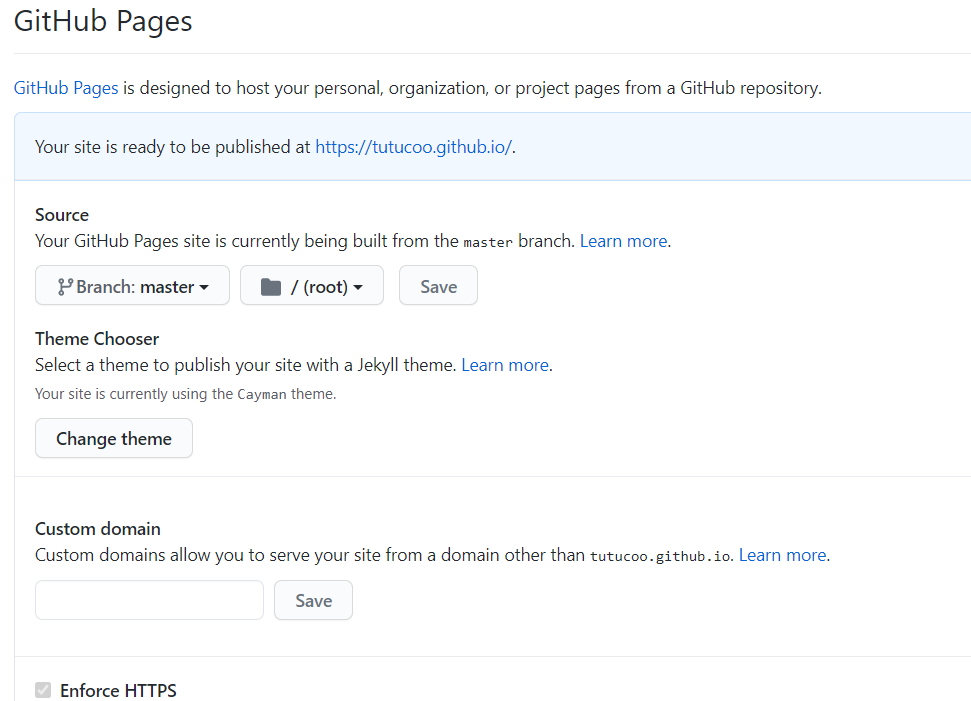 GitHub Pages
GitHub Pages is designed to host your personal, organization, or project pages from a GitHub repository.
Your site is ready to be published at https://tutucoo.github.io/.
Source
Your GitHub Pages site is currently being built from the master branch. Learn more.
Branch: master / (root) Save
Theme Chooser
Select a theme to publish your site with a Jekyll theme. Learn more.
Your site is currently using the Cayman theme.
Change theme
Custom domain
Custom domains allow you to serve your site from a domain other than tutucoo.github.io. Learn more.
Save
Enforce HTTPS